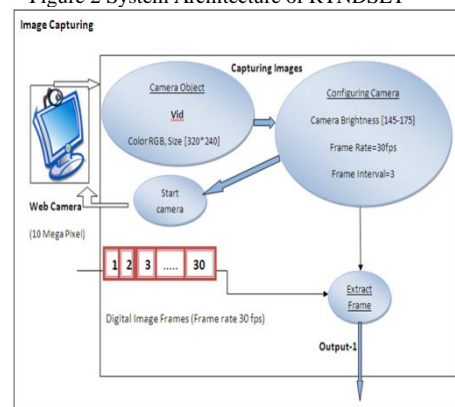 Figure 2 System Architecture of RTNDSET
Image Capturing
Capturing Images
Camera Object
Vid
Color RGB, Size [320*240]
Configuring Camera
Camera Brightness [145-175]
Frame Rate=30fps
Frame Interval=3
Start
camera
Web Camera
(10 Mega Pixel)
1 2 3 ..... 30
Digital Image Frames (Frame rate 30 fps)
Extract
Frame
Output-1